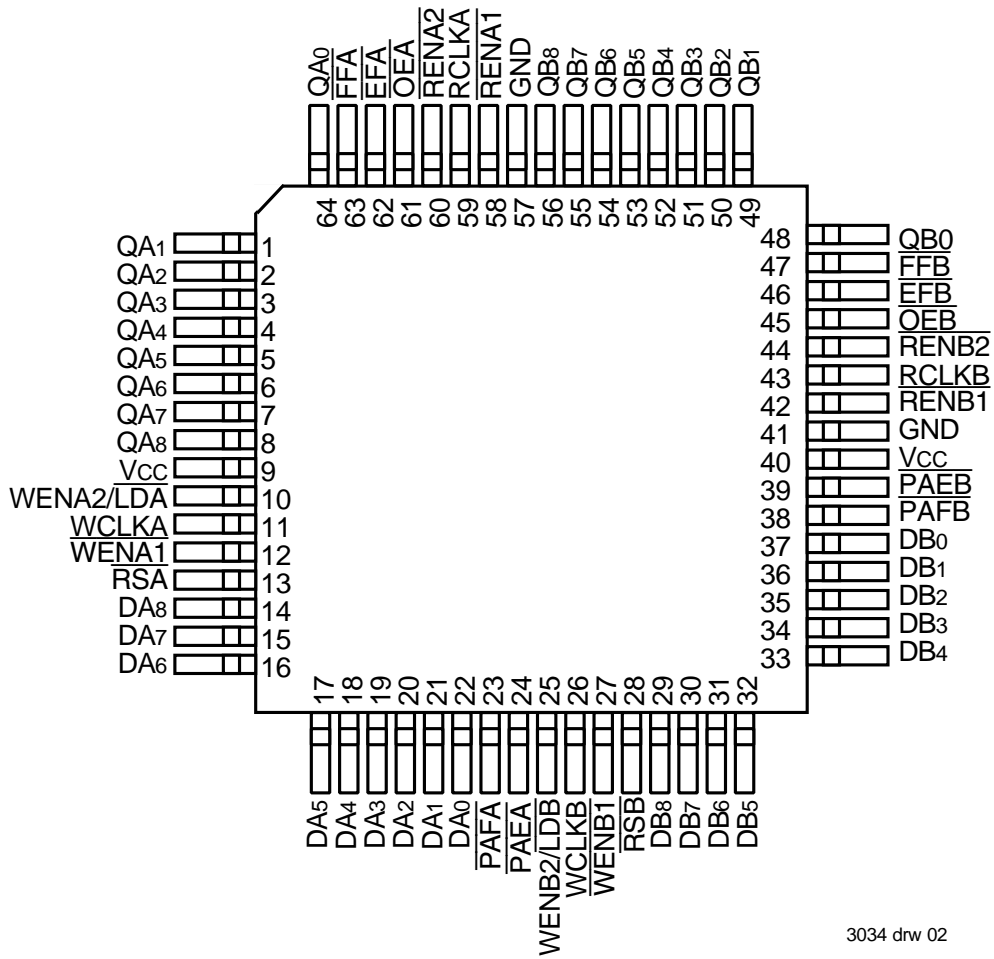 QA0
FFA
EFA
OEA
RENA2
RCLKA
RENA1
GND
QB8
QB7
QB6
QB5
QB4
QB3
QB2
QB1
64
63
62
61
60
59
58
57
56
55
54
53
52
51
50
49
QA1 1
QA2 2
QA3 3
QA4 4
QA5 5
QA6 6
QA7 7
QA8 8
VCC 9
WENA2/LDA 10
WCLKA 11
WENA1 12
RSA 13
DA8 14
DA7 15
DA6 16
48 QB0
47 FFB
46 EFB
45 OEB
44 RENB2
43 RCLKB
42 RENB1
41 GND
40 VCC
39 PAEB
38 PAFB
37 DB0
36 DB1
35 DB2
34 DB3
33 DB4
17
18
19
20
21
22
23
24
25
26
27
28
29
30
31
32
DA5
DA4
DA3
DA2
DA1
DA0
PAFA
PAEA
WENB2/LDB
WCLKB
WENB1
RSB
DB8
DB7
DB6
DB5
3034 drw 02